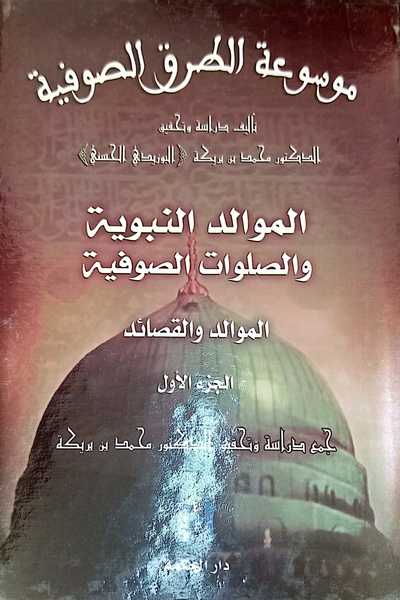 موسوعة الطرق الصوفية
تأليف دراسة وتحقيق
الدكتور محمد بن بريكة ﴿البوزيدي الحسني﴾
الموالد النبوية
والصلوات الصوفية
الموالد والقصائد
الجزء الأول
جمع دراسة وتحقيق الدكتور محمد بن بريكة
دار الحكمة